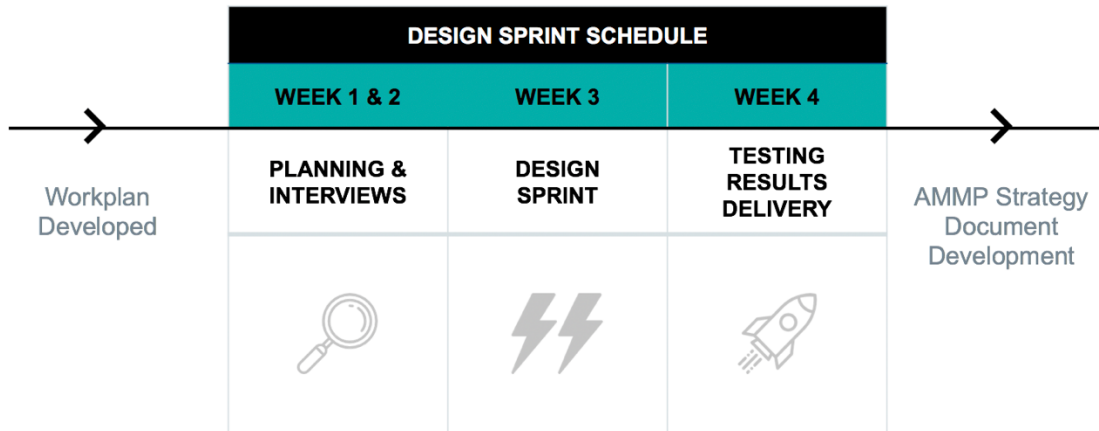 DESIGN SPRINT SCHEDULE
WEEK 1 & 2
WEEK 3
WEEK 4
Workplan
Developed
PLANNING &
INTERVIEWS
DESIGN
SPRINT
TESTING
RESULTS
DELIVERY
AMMP Strategy
Document
Development